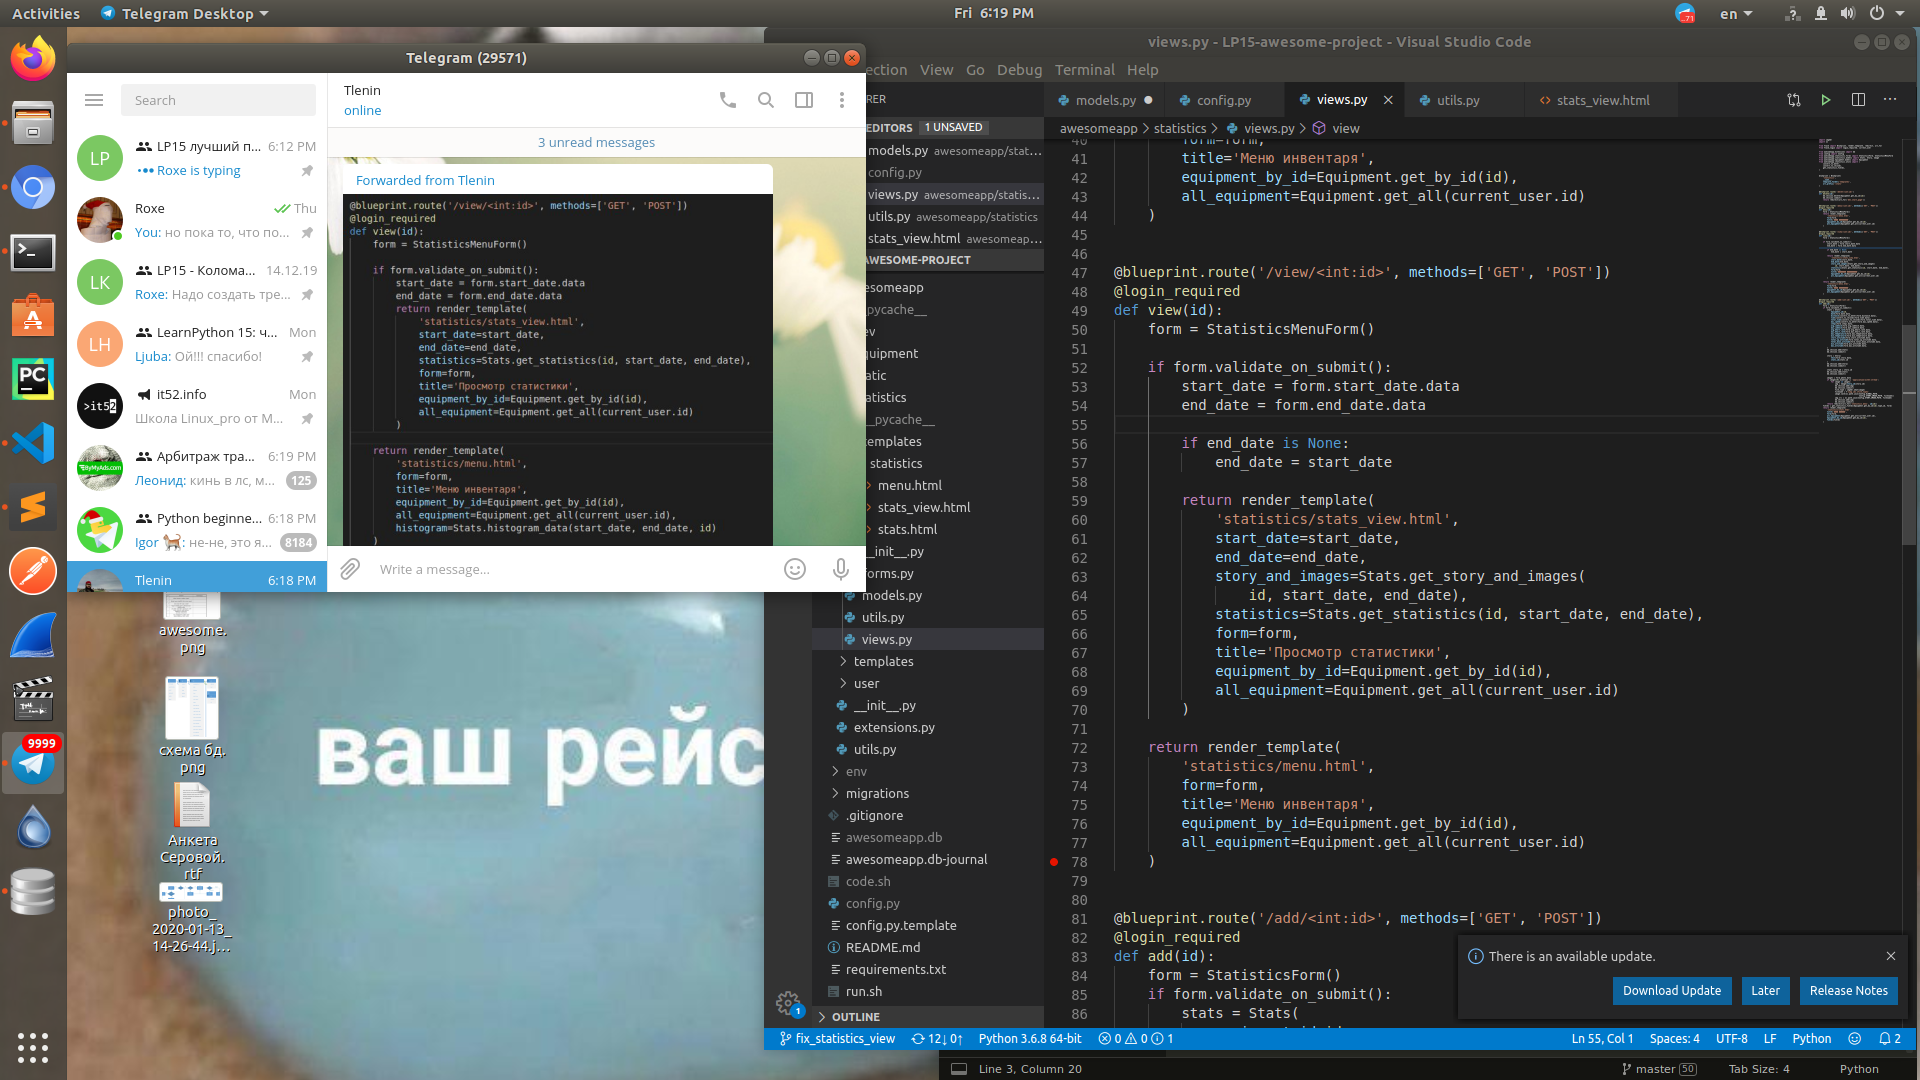 Activities
Telegram Desktop
Fri 6:19 PM
71
en
Telegram (29571)
Search
LP
LP15 лучший п... 6:12 PM
Roxe is typing
Roxe Thu
You: но пока то, что по...
LK
LP15 - Колома... 14.12.19
Roxe: Надо создать тре...
LH
LearnPython 15: ч... Mon
Ljuba: Ой!!! спасибо!
>it52
it52.info Mon
Школа Linux_pro от М...
ByMyAds.com
Арбитраж тра... 6:19 PM
Леонид: кинь в лс, м... 125
Python beginne... 6:18 PM
Igor : не-не, это я... 8184
Tlenin 6:18 PM
Tlenin
online
3 unread messages
Forwarded from Tlenin
@blueprint.route('/view/<int:id>', methods=['GET', 'POST'])
@login_required
def view(id):
form = StatisticsMenuForm()
if form.validate_on_submit():
start_date = form.start_date.data
end_date = form.end_date.data
return render_template(
'statistics/stats_view.html',
start_date=start_date,
end_date=end_date,
statistics=Stats.get_statistics(id, start_date, end_date),
form=form,
title='Просмотр статистики',
equipment_by_id=Equipment.get_by_id(id),
all_equipment=Equipment.get_all(current_user.id)
)
return render_template(
'statistics/menu.html',
form=form,
title='Меню инвентаря',
equipment_by_id=Equipment.get_by_id(id),
all_equipment=Equipment.get_all(current_user.id),
histogram=Stats.histogram_data(start_date, end_date, id)
)
Write a message...
PC
9999
awesome.
png
схема бд.
png
Анкета
Серовой.
rtf
photo_
2020-01-13_
14-26-44.j...
ваш рейс
views.py - LP15-awesome-project - Visual Studio Code
ection View Go Debug Terminal Help
RER
EDITORS 1 UNSAVED
models.py awesomeapp/stat...
config.py
views.py awesomeapp/statis...
utils.py awesomeapp/statistics
stats_view.html awesomeap...
AWESOME-PROJECT
esomeapp
pycache__
ev
quipment
atic
atistics
__pycache__
emplates
statistics
menu.html
stats_view.html
stats.html
__init__.py
orms.py
models.py
utils.py
views.py
templates
user
__init__.py
extensions.py
utils.py
env
migrations
.gitignore
awesomeapp.db
awesomeapp.db-journal
code.sh
config.py
config.py.template
README.md
requirements.txt
run.sh
OUTLINE
1
models.py config.py views.py utils.py stats_view.html
awesomeapp > statistics > views.py > view
40 form=form,
41 title='Меню инвентаря',
42 equipment_by_id=Equipment.get_by_id(id),
43 all_equipment=Equipment.get_all(current_user.id)
44 )
45
46
47 @blueprint.route('/view/<int:id>', methods=['GET', 'POST'])
48 @login_required
49 def view(id):
50 form = StatisticsMenuForm()
51
52 if form.validate_on_submit():
53 start_date = form.start_date.data
54 end_date = form.end_date.data
55
56 if end_date is None:
57 end_date = start_date
58
59 return render_template(
60 'statistics/stats_view.html',
61 start_date=start_date,
62 end_date=end_date,
63 story_and_images=Stats.get_story_and_images(
64 id, start_date, end_date),
65 statistics=Stats.get_statistics(id, start_date, end_date),
66 form=form,
67 title='Просмотр статистики',
68 equipment_by_id=Equipment.get_by_id(id),
69 all_equipment=Equipment.get_all(current_user.id)
70 )
71
72 return render_template(
73 'statistics/menu.html',
74 form=form,
75 title='Меню инвентаря',
76 equipment_by_id=Equipment.get_by_id(id),
77 all_equipment=Equipment.get_all(current_user.id)
78 )
79
80
81 @blueprint.route('/add/<int:id>', methods=['GET', 'POST'])
82 @login_required
83 def add(id):
84 form = StatisticsForm()
85 if form.validate_on_submit():
86 stats = Stats(
There is an available update.
Download Update Later Release Notes
fix_statistics_view 12↓ 0↑ Python 3.6.8 64-bit 0 0 1
Ln 55, Col 1 Spaces: 4 UTF-8 LF Python 2
Line 3, Column 20
master 50 Tab Size: 4 Python